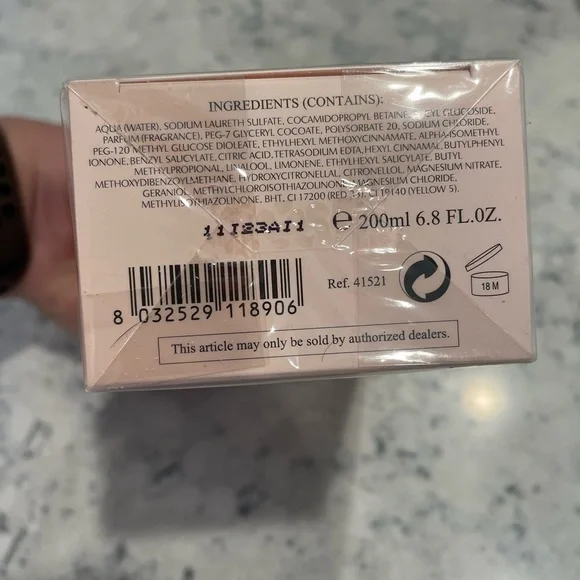 INGREDIENTS (CONTAINS):
AQUA (WATER), SODIUM LAURETH SULFATE, COCAMIDOPROPYL BETAINE, GLUCOSIDE,
PARFUM (FRAGRANCE), PEG-7 GLYCERYL COCOATE, POLYSORBATE 20, SODIUM CHLORIDE,
PEG-120 METHYL GLUCOSE DIOLEATE, ETHYLHEXYL METHOXYCINNAMATE, ALPHA-ISOMETHYL
IONONE, BENZYL SALICYLATE, CITRIC ACID, TETRASODIUM EDTA, HEXYL CINNAMAL, BUTYLPHENYL
METHYLPROPIONAL, LINALOOL, LIMONENE, ETHYLHEXYL SALICYLATE, BUTYL
METHOXYDIBENZOYLMETHANE, HYDROXYCITRONELLAL, CITRONELLOL, MAGNESIUM NITRATE,
GERANIOL, METHYLCHLOROISOTHIAZOLINONE, MAGNESIUM CHLORIDE,
METHYLISOTHIAZOLINONE, BHT, CI 17200 (RED 33), CI 19140 (YELLOW 5).
11I23AI1 ℮ 200ml 6.8 FL.OZ.
Ref. 41521
18 M
8 032529 118906
This article may only be sold by authorized dealers.